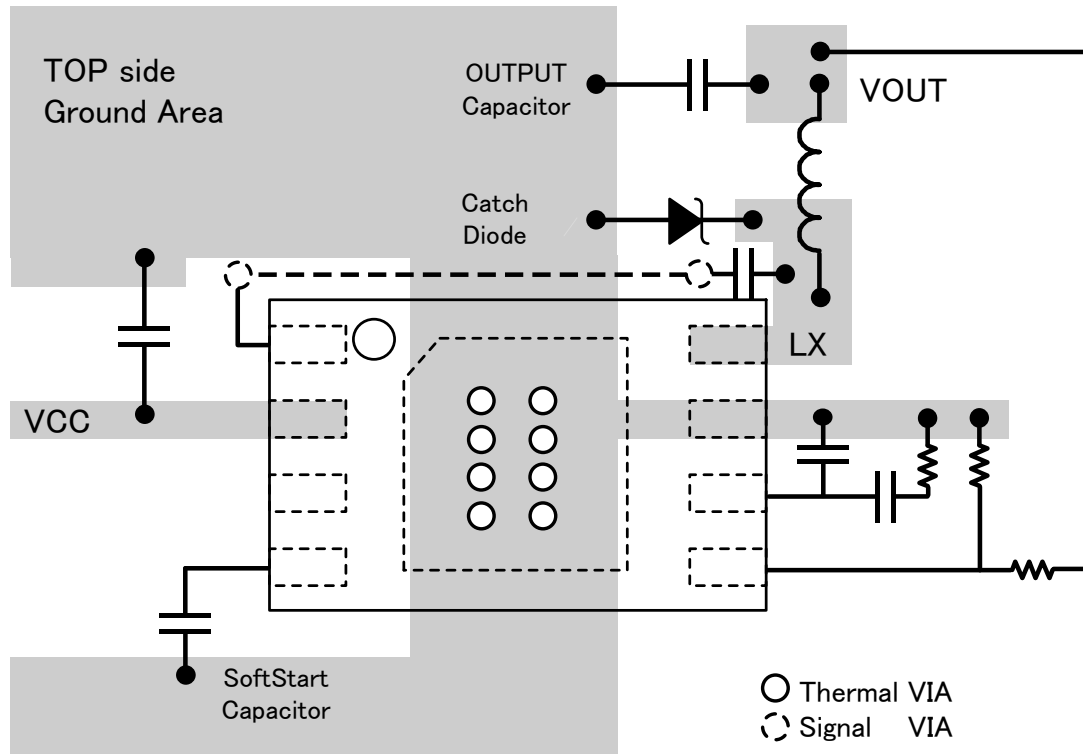 TOP side
Ground Area
OUTPUT
Capacitor
VOUT
Catch
Diode
LX
VCC
SoftStart
Capacitor
Thermal VIA
Signal VIA